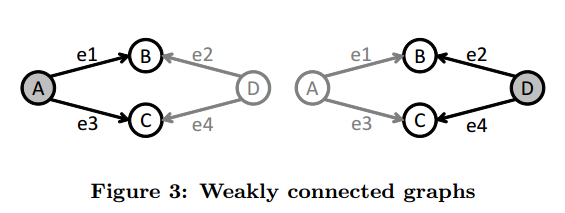 e1 B e2 e1 B e2
A D A D
e3 C e4 e3 C e4
Figure 3: Weakly connected graphs